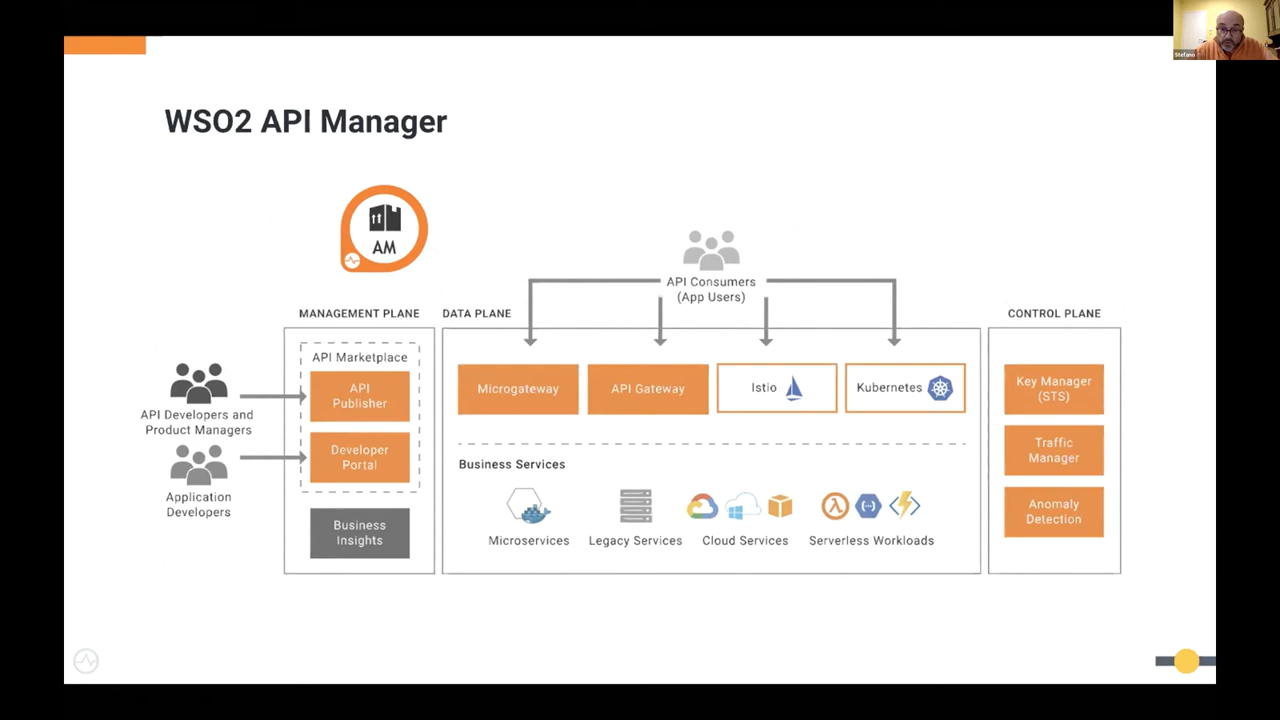 Stefano
WSO2 API Manager
AM
API Consumers
(App Users)
MANAGEMENT PLANE
DATA PLANE
CONTROL PLANE
API Marketplace
API
Publisher
Developer
Portal
Business
Insights
API Developers and
Product Managers
Application
Developers
Microgateway
API Gateway
Istio
Kubernetes
Business Services
Microservices
Legacy Services
Cloud Services
Serverless Workloads
Key Manager
(STS)
Traffic
Manager
Anomaly
Detection